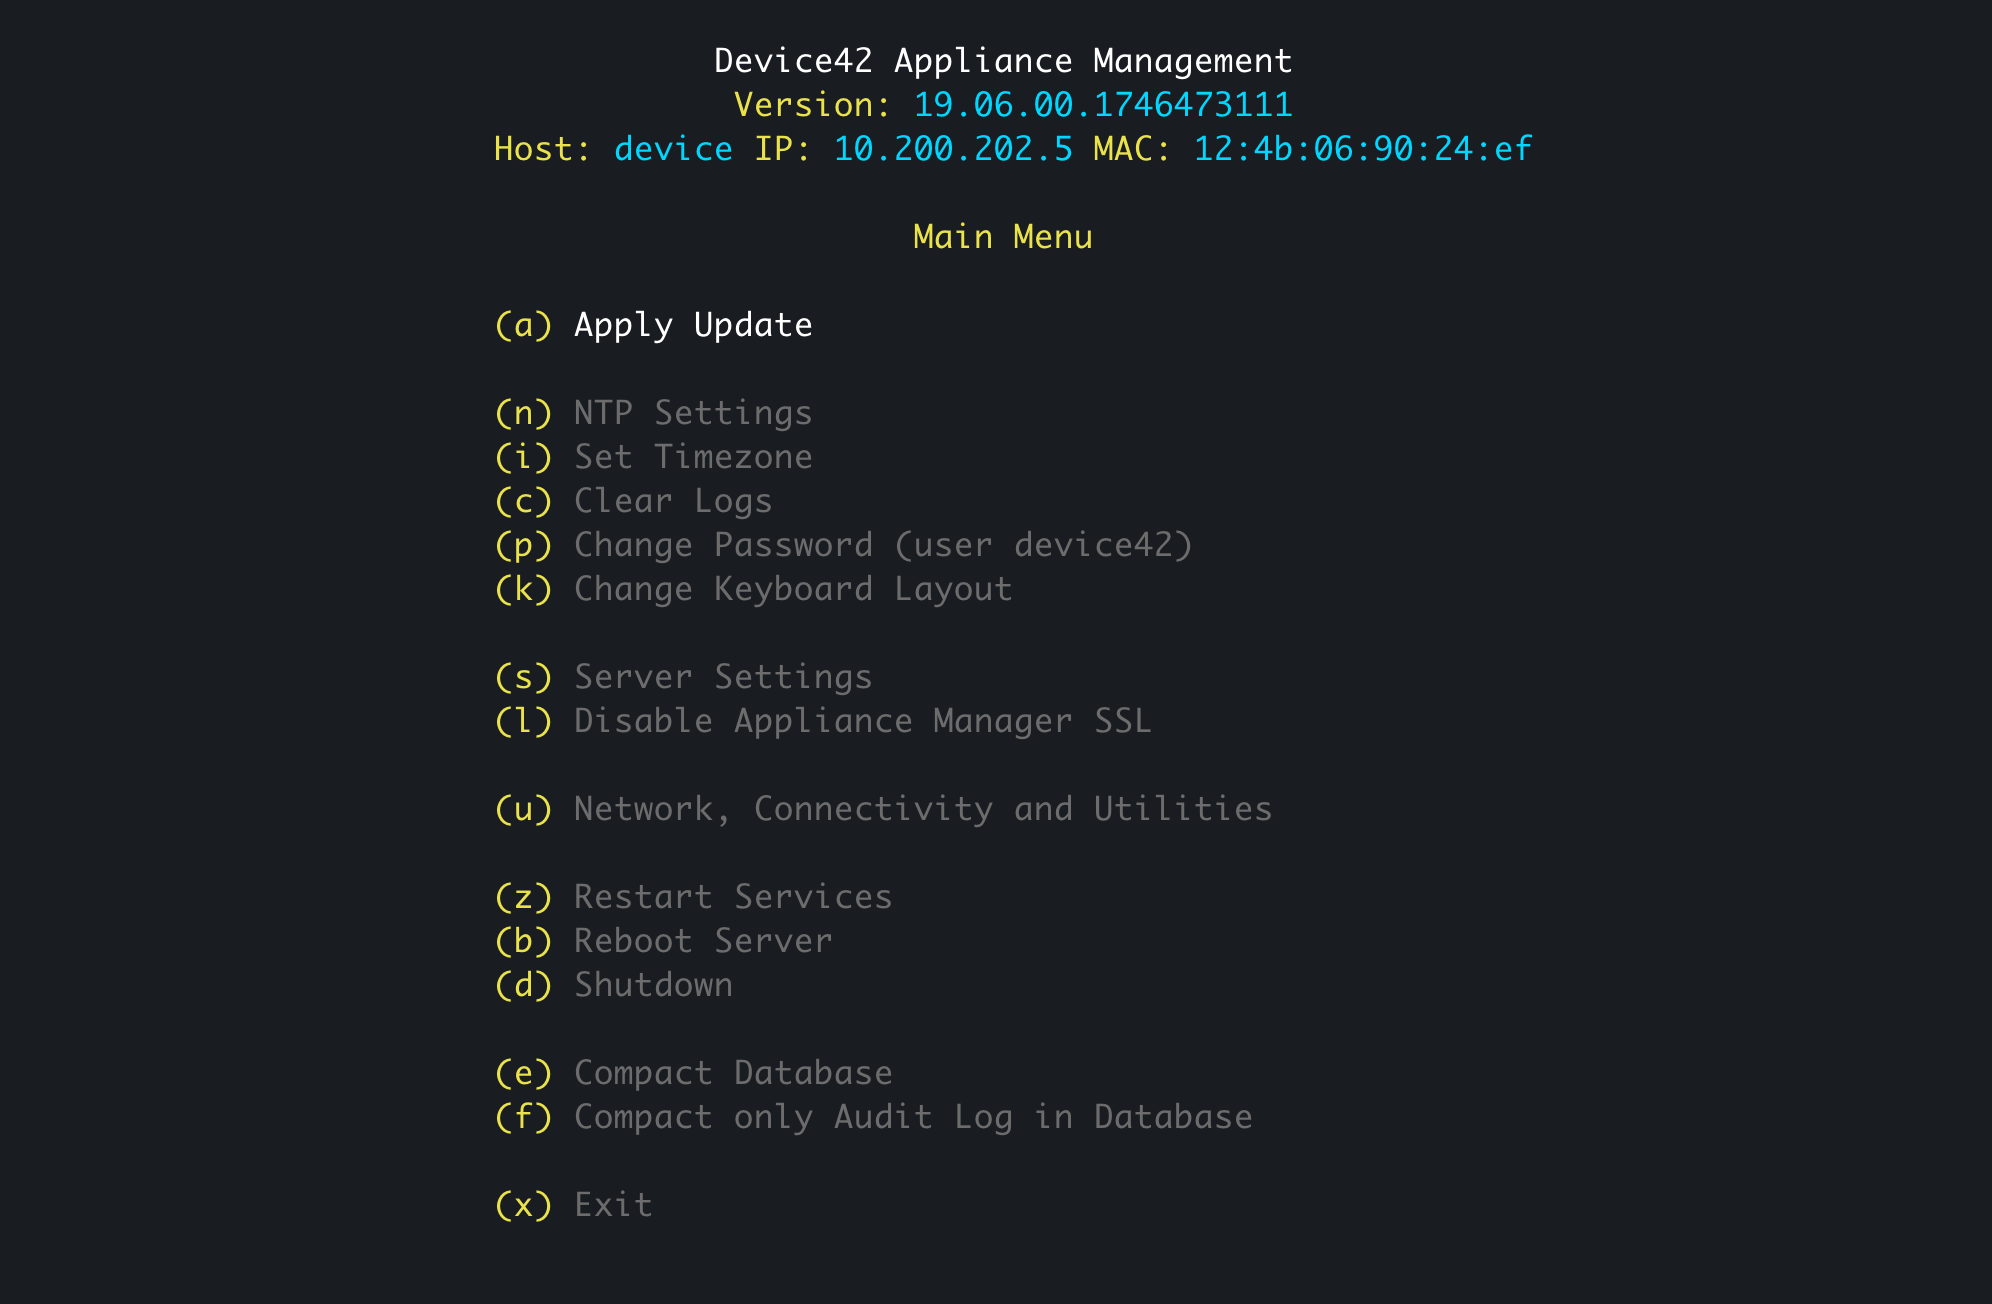 Device42 Appliance Management
Version: 19.06.00.1746473111
Host: device IP: 10.200.202.5 MAC: 12:4b:06:90:24:ef
Main Menu
(a) Apply Update
(n) NTP Settings
(i) Set Timezone
(c) Clear Logs
(p) Change Password (user device42)
(k) Change Keyboard Layout
(s) Server Settings
(l) Disable Appliance Manager SSL
(u) Network, Connectivity and Utilities
(z) Restart Services
(b) Reboot Server
(d) Shutdown
(e) Compact Database
(f) Compact only Audit Log in Database
(x) Exit